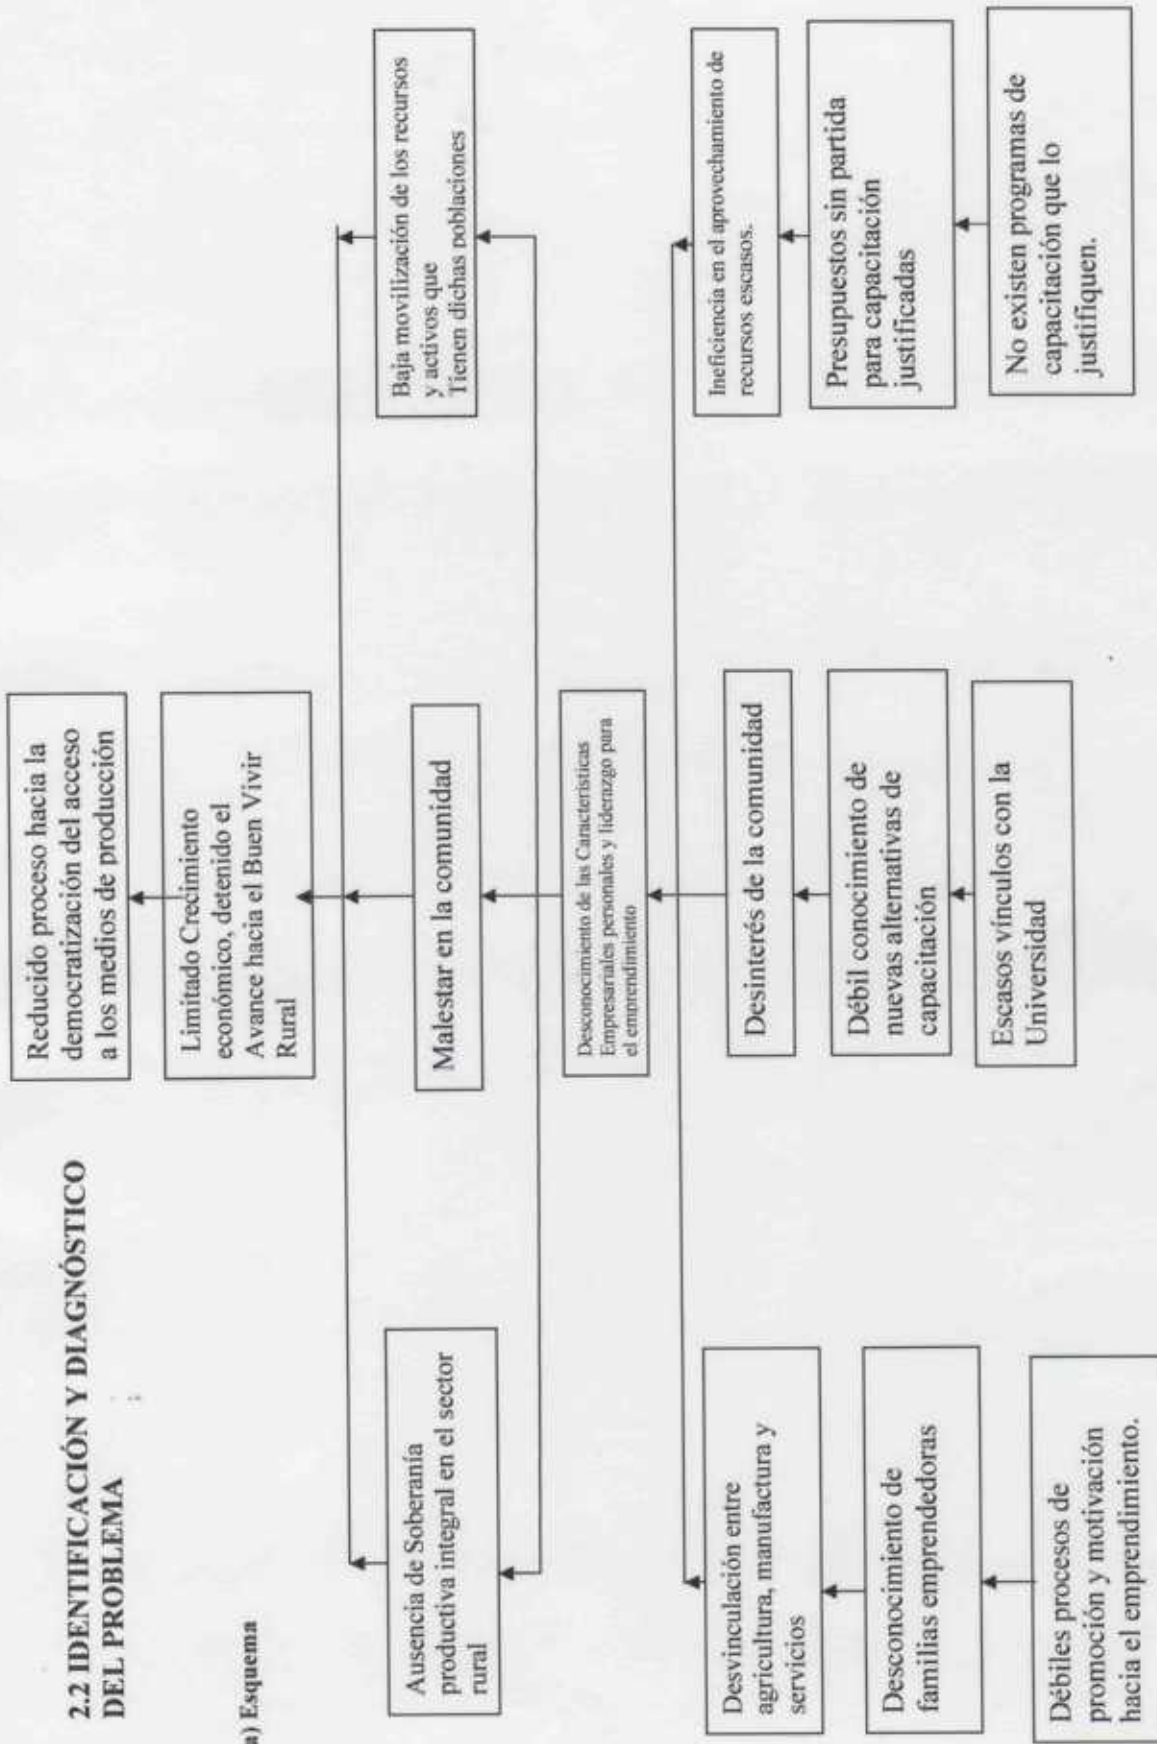 2.2 IDENTIFICACIÓN Y DIAGNÓSTICO
DEL PROBLEMA
a) Esquema
Reducido proceso hacia la
democratización del acceso
a los medios de producción
Limitado Crecimiento
económico, detenido el
Avance hacia el Buen Vivir
Rural
Ausencia de Soberanía
productiva integral en el sector
rural
Malestar en la comunidad
Baja movilización de los recursos
y activos que
Tienen dichas poblaciones
Desconocimiento de las Características
Empresariales personales y liderazgo para
el emprendimiento
Desvinculación entre
agricultura, manufactura y
servicios
Desinterés de la comunidad
Ineficiencia en el aprovechamiento de
recursos escasos.
Desconocimiento de
familias emprendedoras
Débil conocimiento de
nuevas alternativas de
capacitación
Presupuestos sin partida
para capacitación
justificadas
Débiles procesos de
promoción y motivación
hacia el emprendimiento.
Escasos vínculos con la
Universidad
No existen programas de
capacitación que lo
justifiquen.